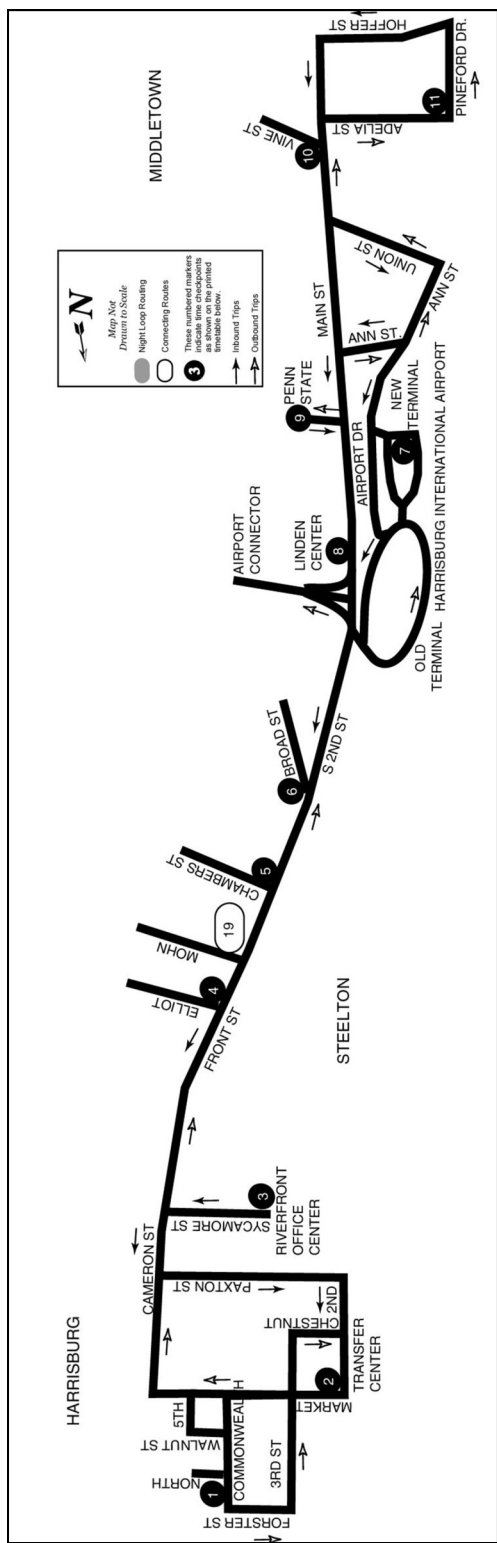 HARRISBURG
MIDDLETOWN
STEELTON
N
Map Not
Drawn to Scale
Night Loop Routing
Connecting Routes
3
These numbered markers
indicate time checkpoints
as shown on the printed
timetable below.
Inbound Trips
Outbound Trips
FORSTER ST
1
NORTH
WALNUT ST
5TH
COMMONWEALTH
3RD ST
MARKET
2
TRANSFER
CENTER
CHESTNUT
2ND
PAXTON ST
CAMERON ST
SYCAMORE ST
3
RIVERFRONT
OFFICE
CENTER
FRONT ST
ELLIOT
4
MOHN
19
CHAMBERS ST
5
6
BROAD ST
S 2ND ST
AIRPORT
CONNECTOR
LINDEN
CENTER
8
OLD
TERMINAL
HARRISBURG INTERNATIONAL AIRPORT
NEW
TERMINAL
7
AIRPORT DR
PENN
STATE
9
MAIN ST
ANN ST.
ANN ST
UNION ST
VINE ST
10
ADELIA ST
11
PINEFORD DR.
HOFFER ST